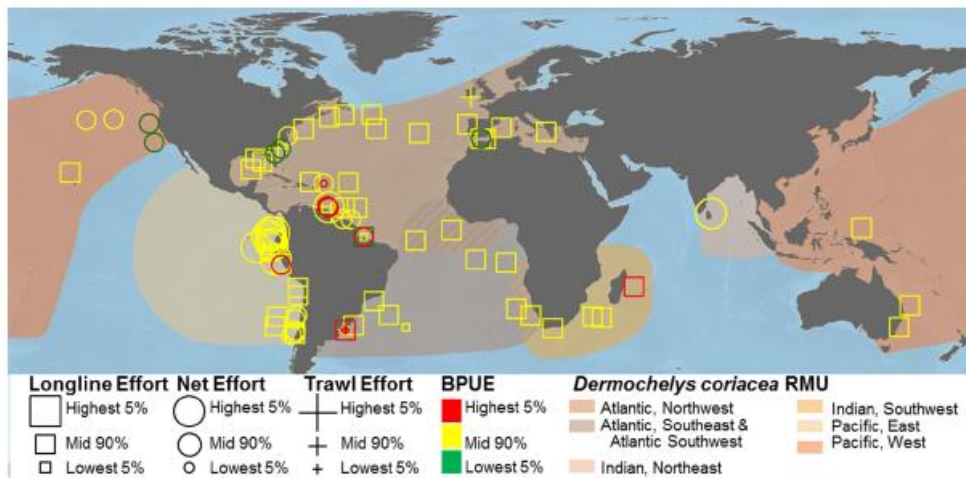 Longline Effort Net Effort Trawl Effort BPUE Dermochelys coriacea RMU
Highest 5% Highest 5% Highest 5% Highest 5% Atlantic, Northwest Indian, Southwest
Atlantic, Southeast & Pacific, East
Mid 90% Mid 90% Mid 90% Mid 90% Atlantic Southwest Pacific, West
Lowest 5% Lowest 5% Lowest 5% Lowest 5% Indian, Northeast